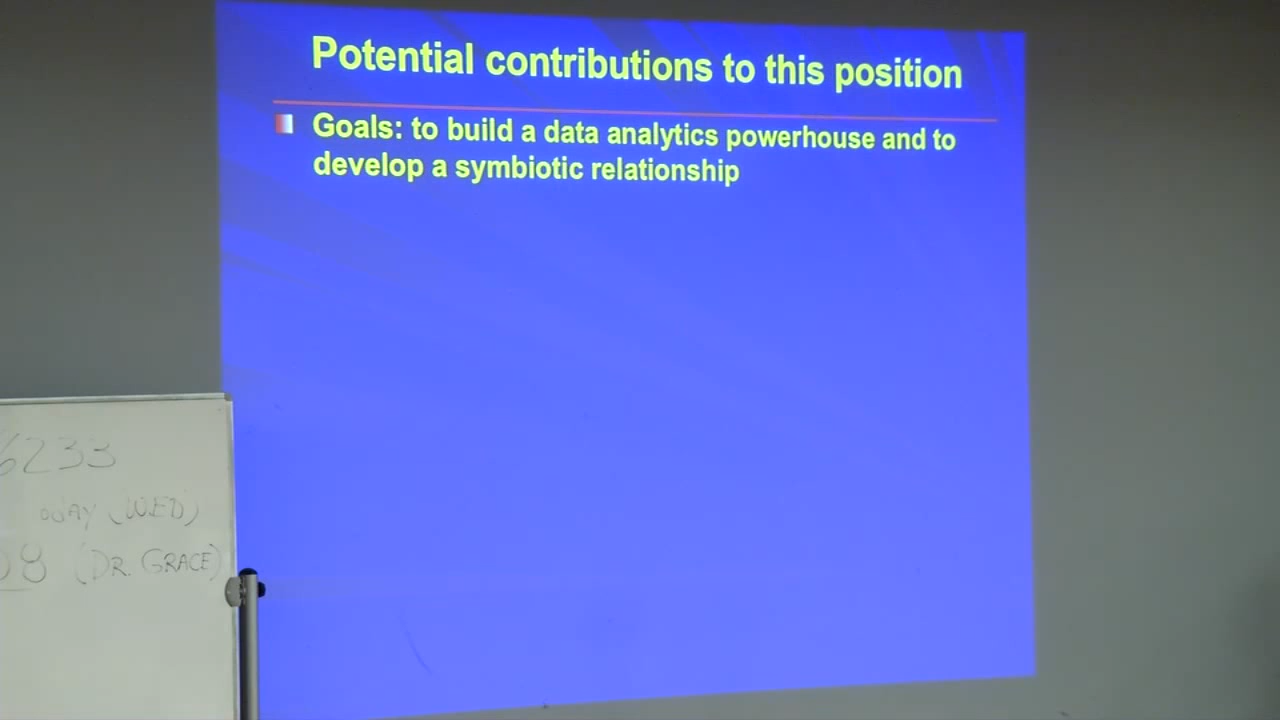 Potential contributions to this position
Goals: to build a data analytics powerhouse and to
develop a symbiotic relationship
6233
(WED)
8 (DR. GRACE)